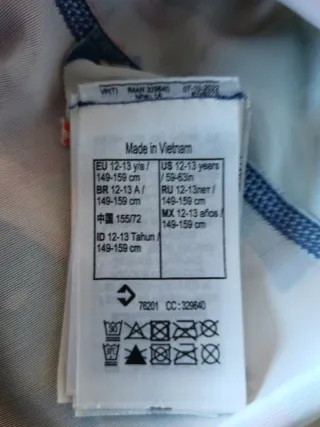 Made in Vietnam
EU 12-13 y/s /
149-159 cm
BR 12-13 A /
149-159 cm
中国 155/72
ID 12-13 Tahun /
149-159 cm
US 12-13 years
/ 59-63in
RU 12-13лет /
149-159 cm
MX 12-13 años /
149-159 cm
76201 CC:329640